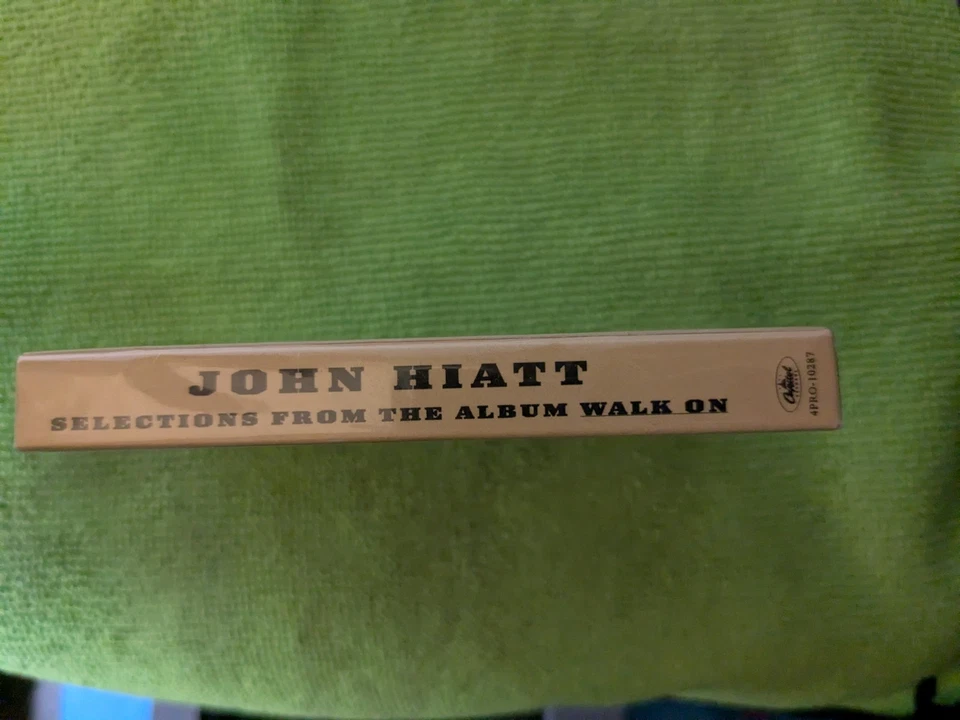 JOHN HIATT
SELECTIONS FROM THE ALBUM WALK ON
Capitol
4PRO-10287